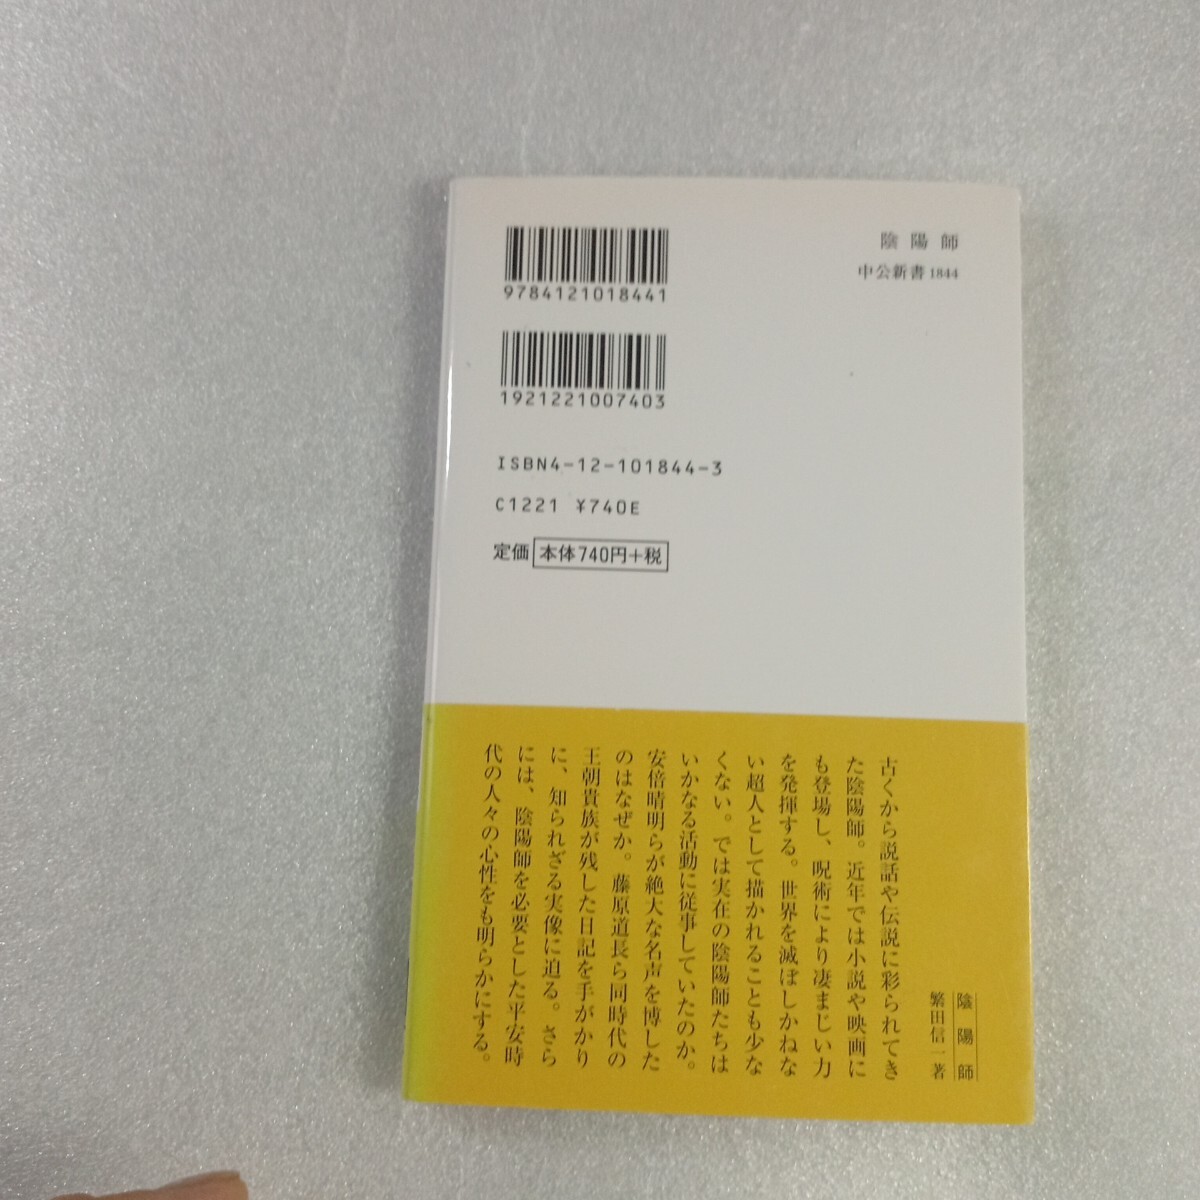 陰陽師
中公新書 1844
9784121018441
1921221007403
ISBN4-12-101844-3
C1221 ¥740E
定価 本体740円+税
陰陽師
繁田信一著
古くから説話や伝説に彩られてき
た陰陽師。近年では小説や映画に
も登場し、呪術により凄まじい力
を発揮する。世界を滅ぼしかねな
い超人として描かれることも少な
くない。では実在の陰陽師たちは
いかなる活動に従事していたのか。
安倍晴明らが絶大な名声を博した
のはなぜか。藤原道長ら同時代の
王朝貴族が残した日記を手がかり
に、知られざる実像に迫る。さら
には、陰陽師を必要とした平安時
代の人々の心性をも明らかにする。